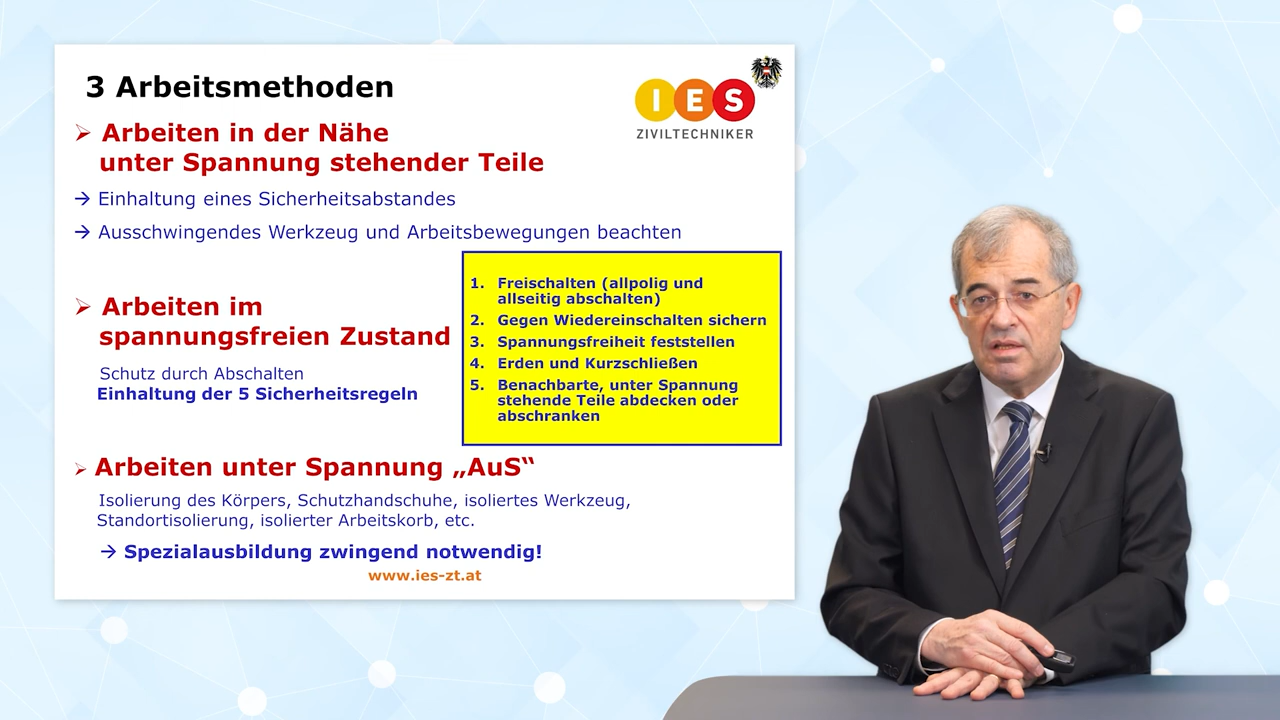 3 Arbeitsmethoden
I E S
ZIVILTECHNIKER
➢ Arbeiten in der Nähe
unter Spannung stehender Teile
→ Einhaltung eines Sicherheitsabstandes
→ Ausschwingendes Werkzeug und Arbeitsbewegungen beachten
➢ Arbeiten im
spannungsfreien Zustand
Schutz durch Abschalten
Einhaltung der 5 Sicherheitsregeln
1. Freischalten (allpolig und
allseitig abschalten)
2. Gegen Wiedereinschalten sichern
3. Spannungsfreiheit feststellen
4. Erden und Kurzschließen
5. Benachbarte, unter Spannung
stehende Teile abdecken oder
abschranken
➢ Arbeiten unter Spannung „AuS“
Isolierung des Körpers, Schutzhandschuhe, isoliertes Werkzeug,
Standortisolierung, isolierter Arbeitskorb, etc.
→ Spezialausbildung zwingend notwendig!
www.ies-zt.at